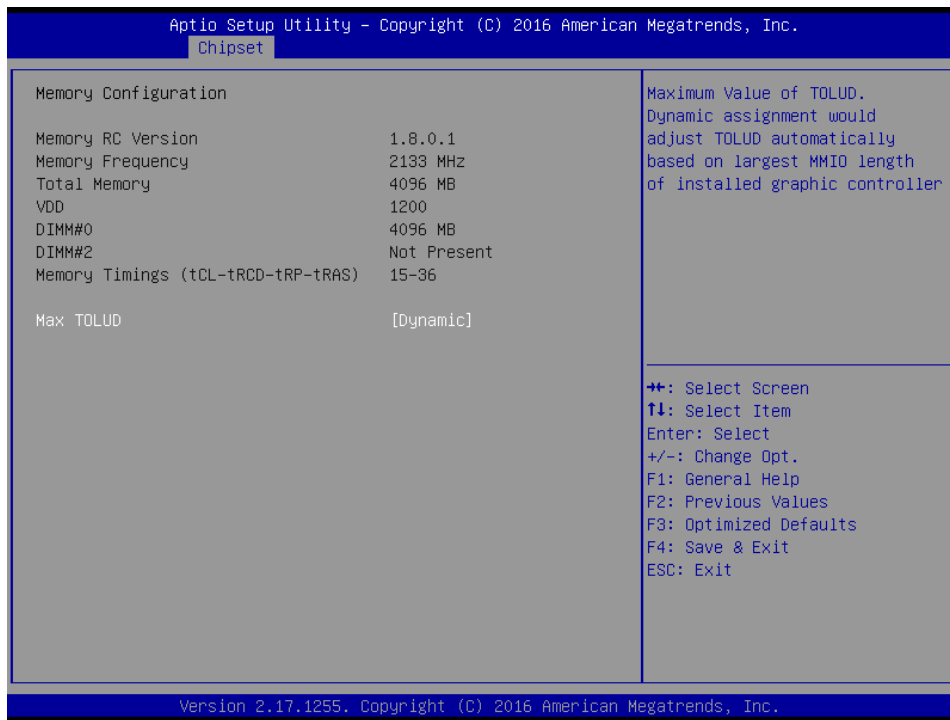 Aptio Setup Utility – Copyright (C) 2016 American Megatrends, Inc.
Chipset
Memory Configuration
Memory RC Version 1.8.0.1
Memory Frequency 2133 MHz
Total Memory 4096 MB
VDD 1200
DIMM#0 4096 MB
DIMM#2 Not Present
Memory Timings (tCL-tRCD-tRP-tRAS) 15-36
Max TOLUD [Dynamic]
Maximum Value of TOLUD.
Dynamic assignment would
adjust TOLUD automatically
based on largest MMIO length
of installed graphic controller
→←: Select Screen
↑↓: Select Item
Enter: Select
+/-: Change Opt.
F1: General Help
F2: Previous Values
F3: Optimized Defaults
F4: Save & Exit
ESC: Exit
Version 2.17.1255. Copyright (C) 2016 American Megatrends, Inc.